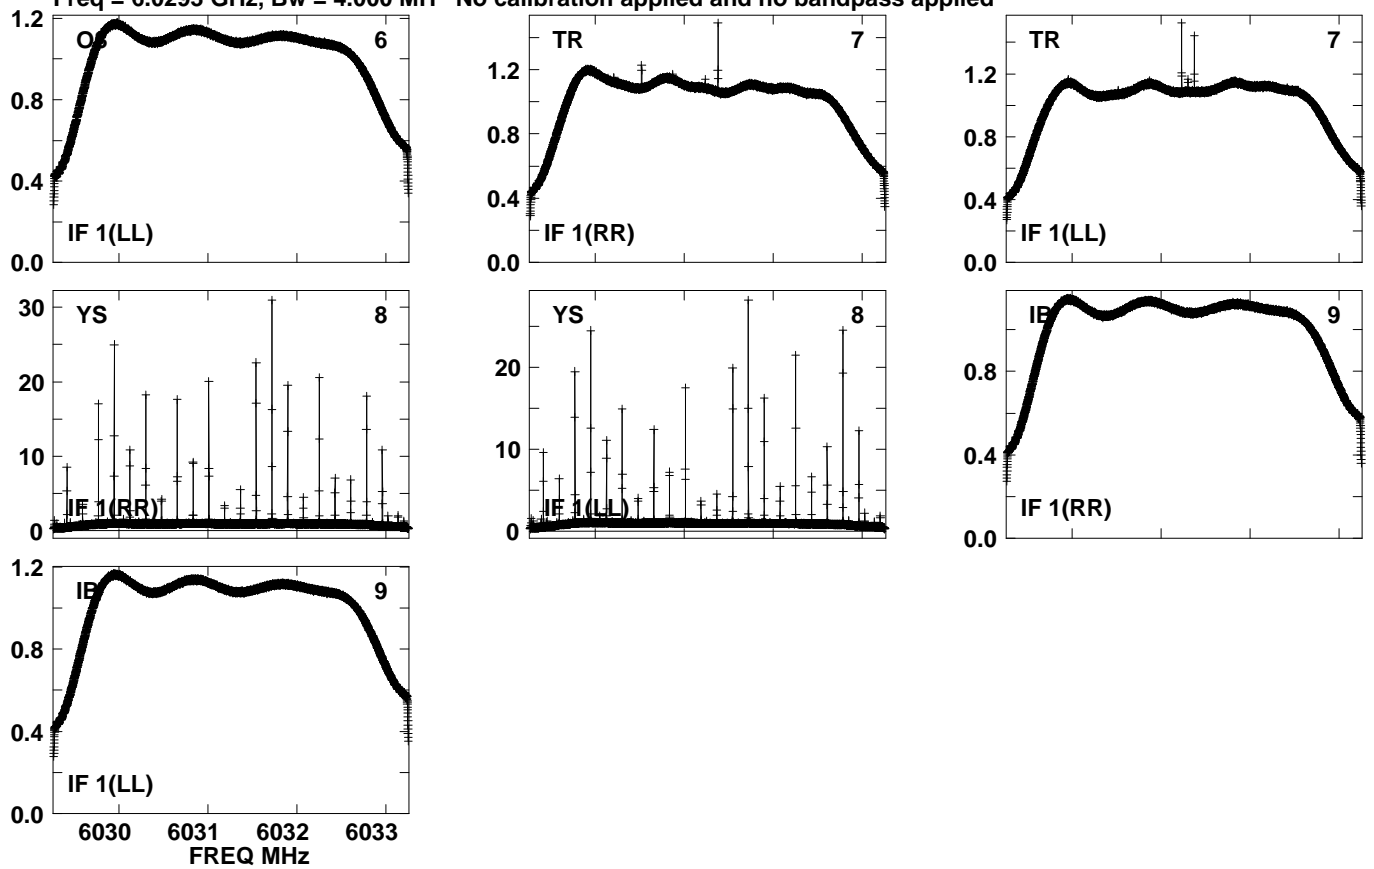 Freq = 6.0293 GHz, Bw = 4.000 MH No calibration applied and no bandpass applied
1.2
0.8
0.4
0.0
OS 6
IF 1(LL)
1.2
0.8
0.4
0.0
TR 7
IF 1(RR)
1.2
0.8
0.4
0.0
TR 7
IF 1(LL)
30
20
10
0
YS 8
IF 1(RR)
20
10
0
YS 8
IF 1(LL)
0.8
0.4
0.0
IB 9
IF 1(RR)
1.2
0.8
0.4
0.0
IB 9
IF 1(LL)
6030 6031 6032 6033
FREQ MHz